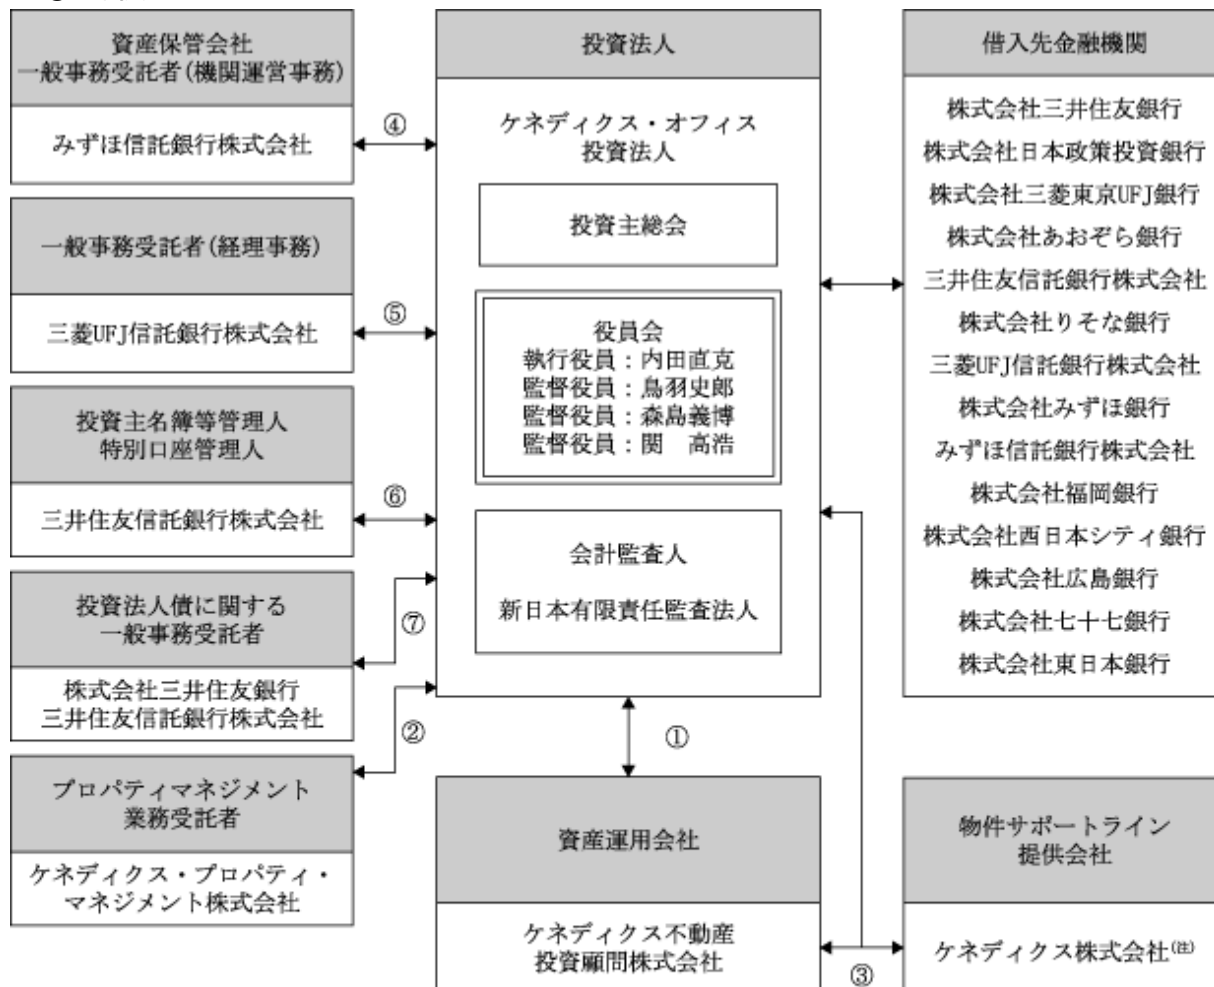 資産保管会社
一般事務受託者(機関運営事務)
みずほ信託銀行株式会社
④
一般事務受託者(経理事務)
三菱UFJ信託銀行株式会社
⑤
投資主名簿等管理人
特別口座管理人
三井住友信託銀行株式会社
⑥
投資法人債に関する
一般事務受託者
株式会社三井住友銀行
三井住友信託銀行株式会社
⑦
プロパティマネジメント
業務受託者
ケネディクス・プロパティ・
マネジメント株式会社
②
投資法人
ケネディクス・オフィス
投資法人
投資主総会
役員会
執行役員：内田直克
監督役員：鳥羽史郎
監督役員：森島義博
監督役員：関　高浩
会計監査人
新日本有限責任監査法人
①
資産運用会社
ケネディクス不動産
投資顧問株式会社
③
借入先金融機関
株式会社三井住友銀行
株式会社日本政策投資銀行
株式会社三菱東京UFJ銀行
株式会社あおぞら銀行
三井住友信託銀行株式会社
株式会社りそな銀行
三菱UFJ信託銀行株式会社
株式会社みずほ銀行
みずほ信託銀行株式会社
株式会社福岡銀行
株式会社西日本シティ銀行
株式会社広島銀行
株式会社七十七銀行
株式会社東日本銀行
物件サポートライン
提供会社
ケネディクス株式会社(注)